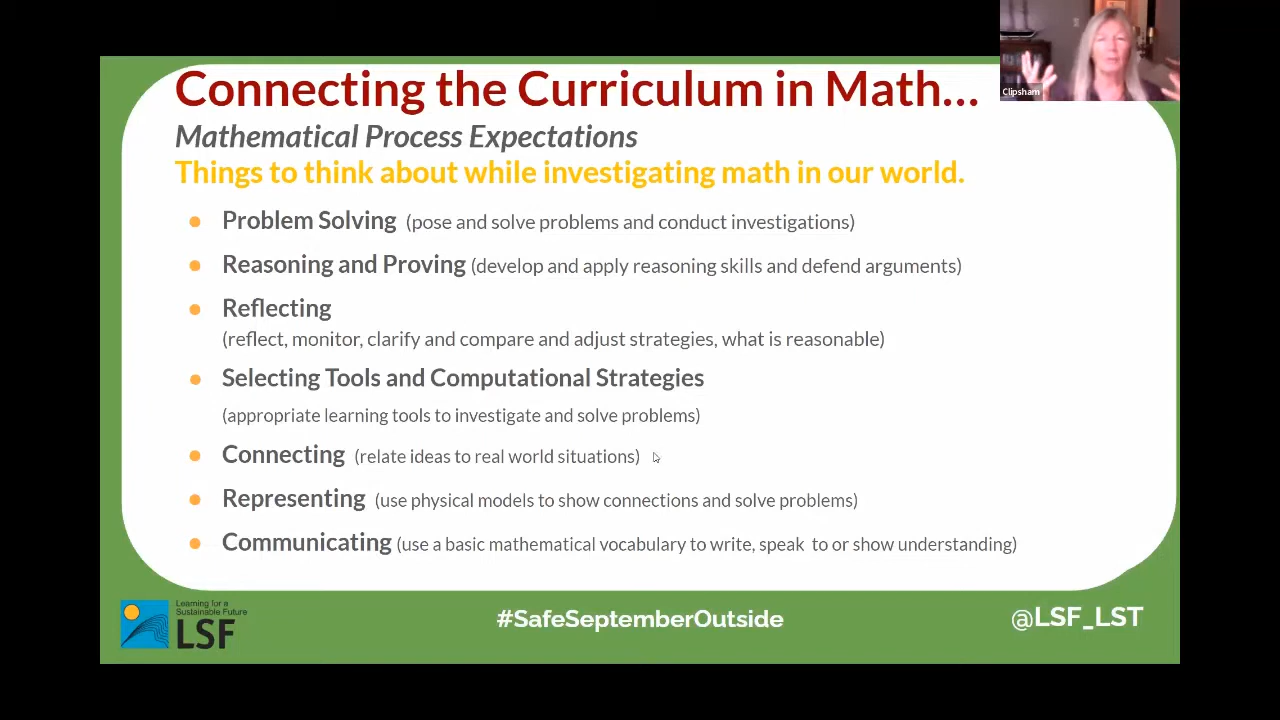 Connecting the Curriculum in Math...
Clipsham
Mathematical Process Expectations
Things to think about while investigating math in our world.
Problem Solving (pose and solve problems and conduct investigations)
Reasoning and Proving (develop and apply reasoning skills and defend arguments)
Reflecting
(reflect, monitor, clarify and compare and adjust strategies, what is reasonable)
Selecting Tools and Computational Strategies
(appropriate learning tools to investigate and solve problems)
Connecting (relate ideas to real world situations)
Representing (use physical models to show connections and solve problems)
Communicating (use a basic mathematical vocabulary to write, speak to or show understanding)
Learning for a
Sustainable Future
LSF
#SafeSeptemberOutside
@LSF_LST